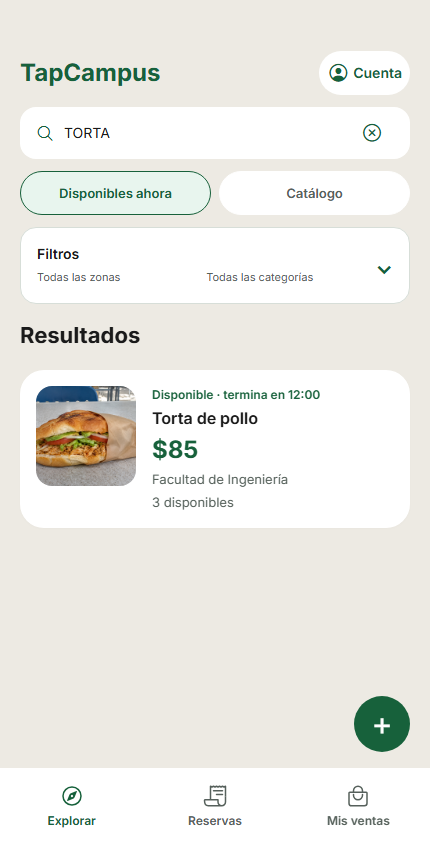 TapCampus
Cuenta
TORTA
Disponibles ahora
Catálogo
Filtros
Todas las zonas
Todas las categorías
Resultados
Disponible · termina en 12:00
Torta de pollo
$85
Facultad de Ingeniería
3 disponibles
+
Explorar
Reservas
Mis ventas